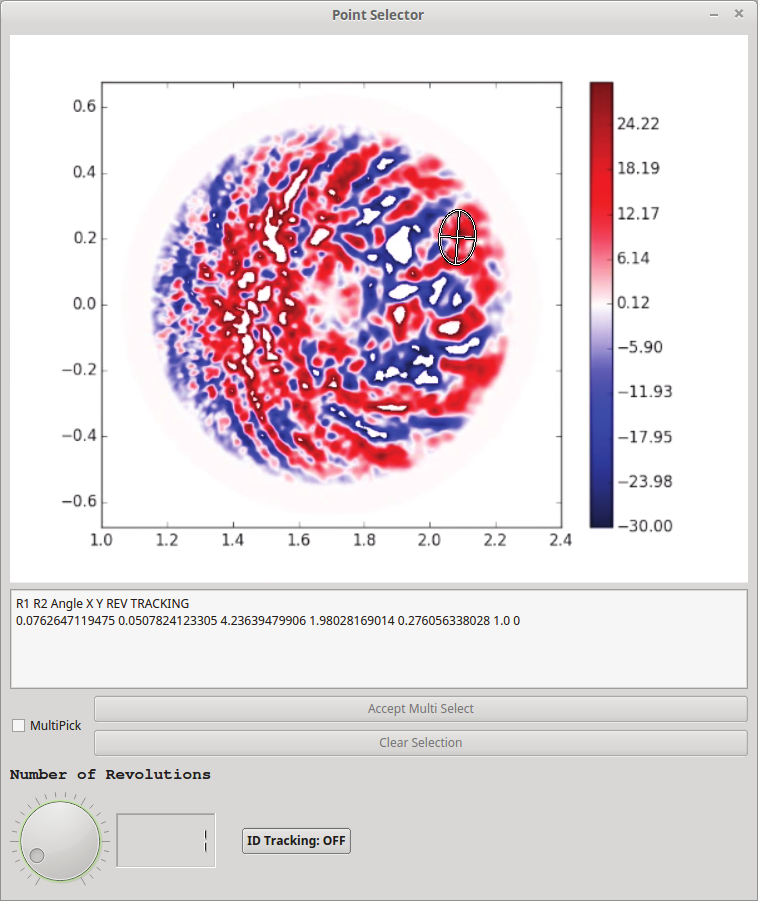 Point Selector
0.6
0.4
0.2
0.0
−0.2
−0.4
−0.6
1.0 1.2 1.4 1.6 1.8 2.0 2.2 2.4
24.22
18.19
12.17
6.14
0.12
−5.90
−11.93
−17.95
−23.98
−30.00
R1 R2 Angle X Y REV TRACKING
0.0762647119475 0.0507824123305 4.23639479906 1.98028169014 0.276056338028 1.0 0
Accept Multi Select
MultiPick
Clear Selection
Number of Revolutions
1
ID Tracking: OFF